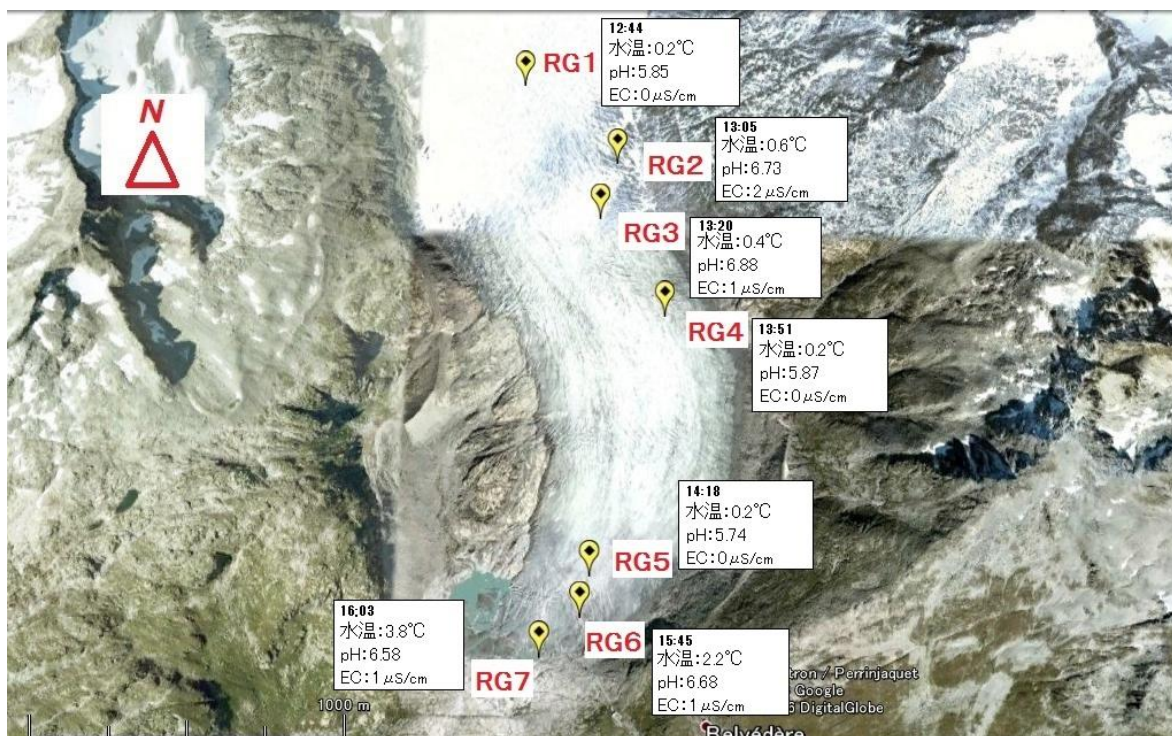 12:44
水温:0.2℃
pH:5.85
EC:0μS/cm
RG1
N
13:05
水温:0.6℃
pH:6.73
EC:2μS/cm
RG2
13:20
水温:0.4℃
pH:6.88
EC:1μS/cm
RG3
13:51
水温:0.2℃
pH:5.87
EC:0μS/cm
RG4
14:18
水温:0.2℃
pH:5.74
EC:0μS/cm
RG5
16:03
水温:3.8℃
pH:6.58
EC:1μS/cm
RG6
15:45
水温:2.2℃
pH:6.68
EC:1μS/cm
RG7
1000 m
/ Perrinjaquet
Google
DigitalGlobe
Belvédère